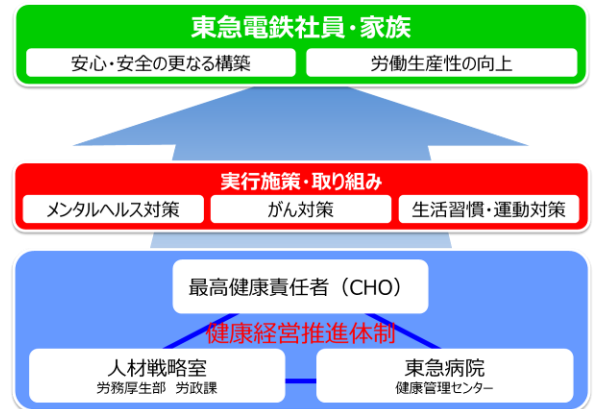 東急電鉄社員・家族
安心・安全の更なる構築
労働生産性の向上
実行施策・取り組み
メンタルヘルス対策
がん対策
生活習慣・運動対策
最高健康責任者（CHO）
健康経営推進体制
人材戦略室
労務厚生部 労政課
東急病院
健康管理センター